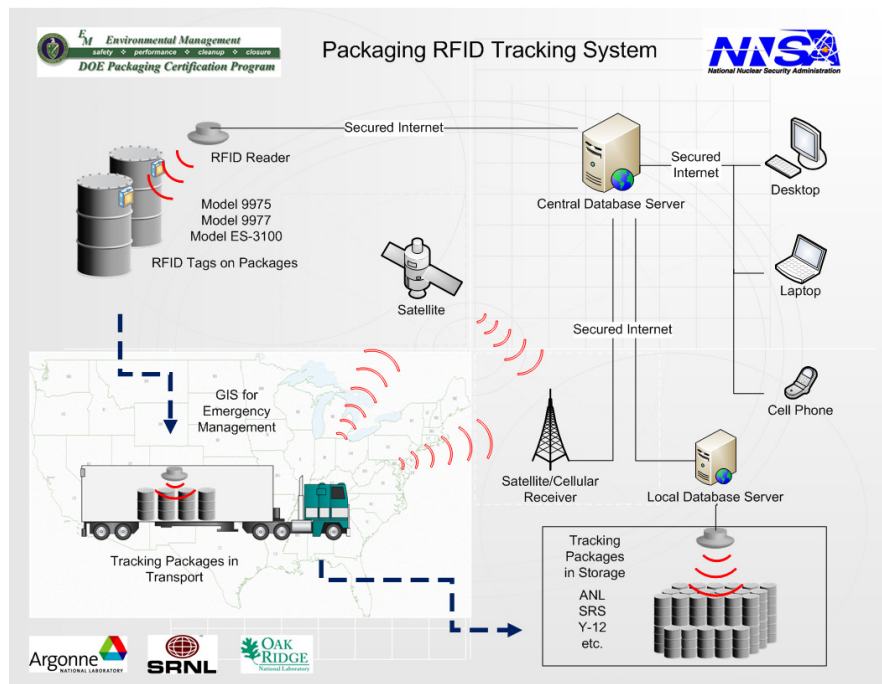 EM Environmental Management
safety ❖ performance ❖ cleanup ❖ closure
DOE Packaging Certification Program
Packaging RFID Tracking System
NNSA
National Nuclear Security Administration
RFID Reader
Secured Internet
Model 9975
Model 9977
Model ES-3100
RFID Tags on Packages
Central Database Server
Secured
Internet
Desktop
Laptop
Cell Phone
Satellite
Secured Internet
GIS for
Emergency
Management
Satellite/Cellular
Receiver
Local Database Server
Tracking Packages in
Transport
Tracking
Packages
in Storage
ANL
SRS
Y-12
etc.
Argonne
NATIONAL LABORATORY
SRNL
OAK
RIDGE
National Laboratory